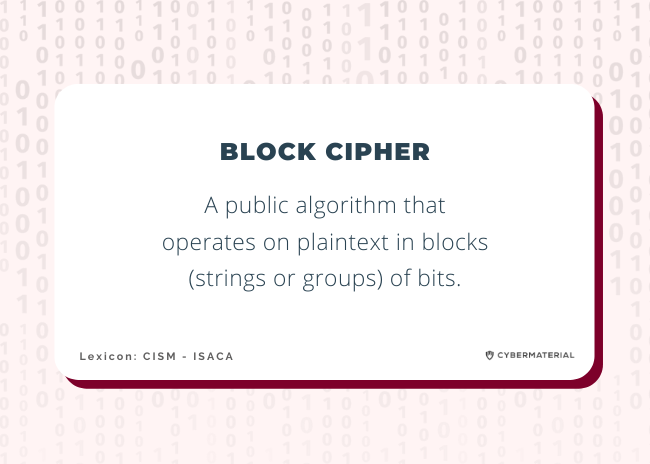 BLOCK CIPHER
A public algorithm that
operates on plaintext in blocks
(strings or groups) of bits.
Lexicon: CISM - ISACA
CYBERMATERIAL